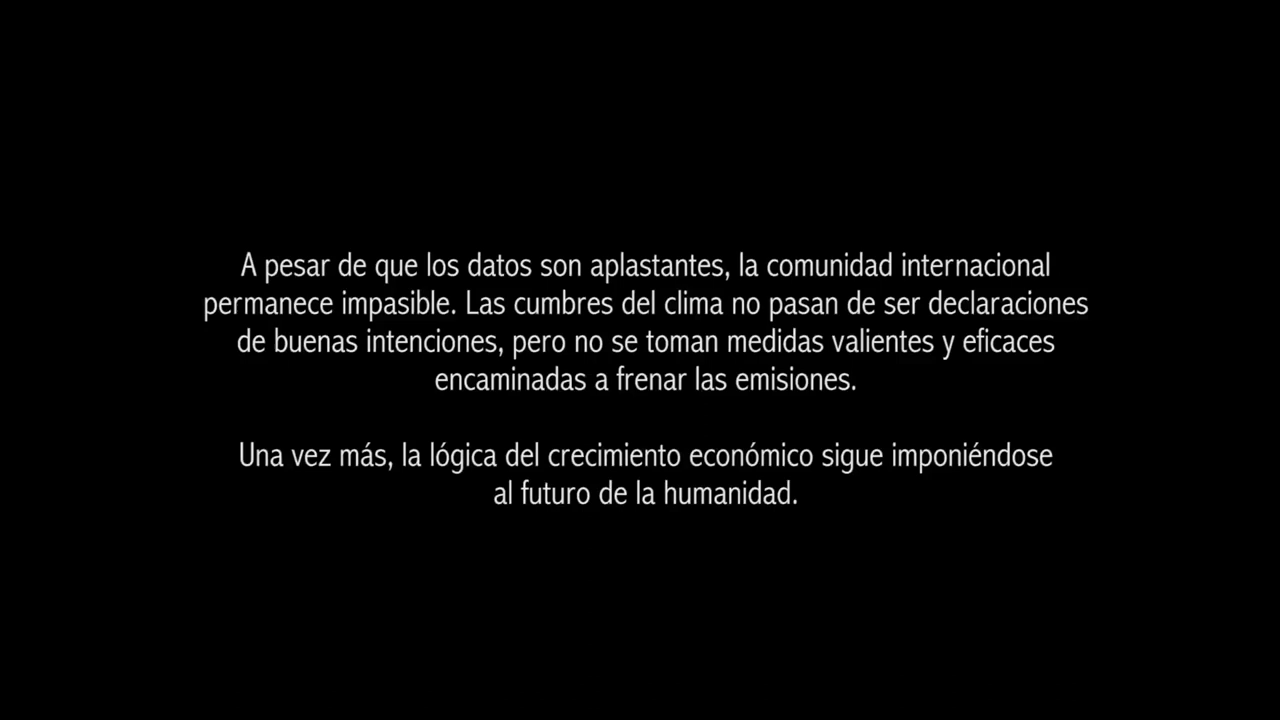 A pesar de que los datos son aplastantes, la comunidad internacional
permanece impasible. Las cumbres del clima no pasan de ser declaraciones
de buenas intenciones, pero no se toman medidas valientes y eficaces
encaminadas a frenar las emisiones.
Una vez más, la lógica del crecimiento económico sigue imponiéndose
al futuro de la humanidad.